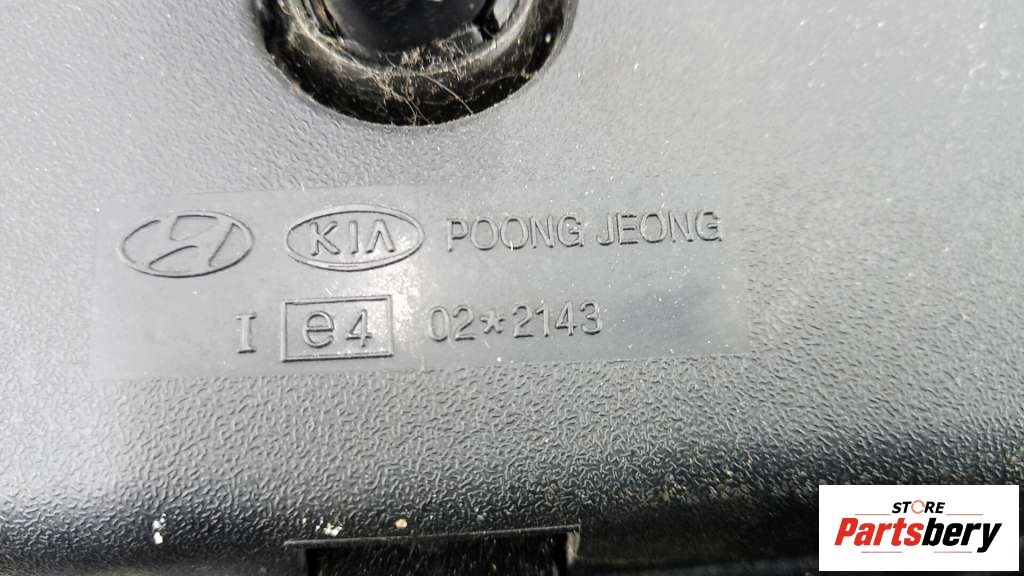 KIA POONG JEONG
I e4 02*2143
STORE
Partsbery